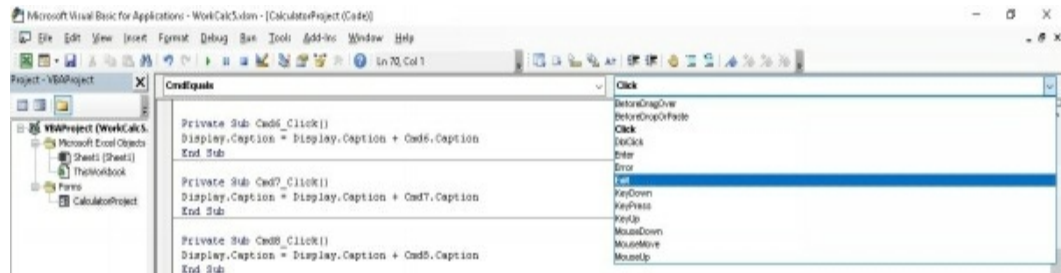 Microsoft Visual Basic for Applications - WorkCalc5.xlsm - [CalculatorProject (Code)]
File Edit View Insert Format Debug Run Tools Add-Ins Window Help
Ln 70, Col 1
Project - VBAProject
CmdEquals
Click
VBAProject (WorkCalc5.
Microsoft Excel Objects
Sheet1 (Sheet1)
ThisWorkbook
Forms
CalculatorProject
Private Sub Cmd6_Click()
Display.Caption = Display.Caption + Cmd6.Caption
End Sub
Private Sub Cmd7_Click()
Display.Caption = Display.Caption + Cmd7.Caption
End Sub
Private Sub Cmd8_Click()
Display.Caption = Display.Caption + Cmd8.Caption
End Sub
BeforeDragOver
BeforeDropOrPaste
Click
DblClick
Enter
Error
Exit
KeyDown
KeyPress
KeyUp
MouseDown
MouseMove
MouseUp